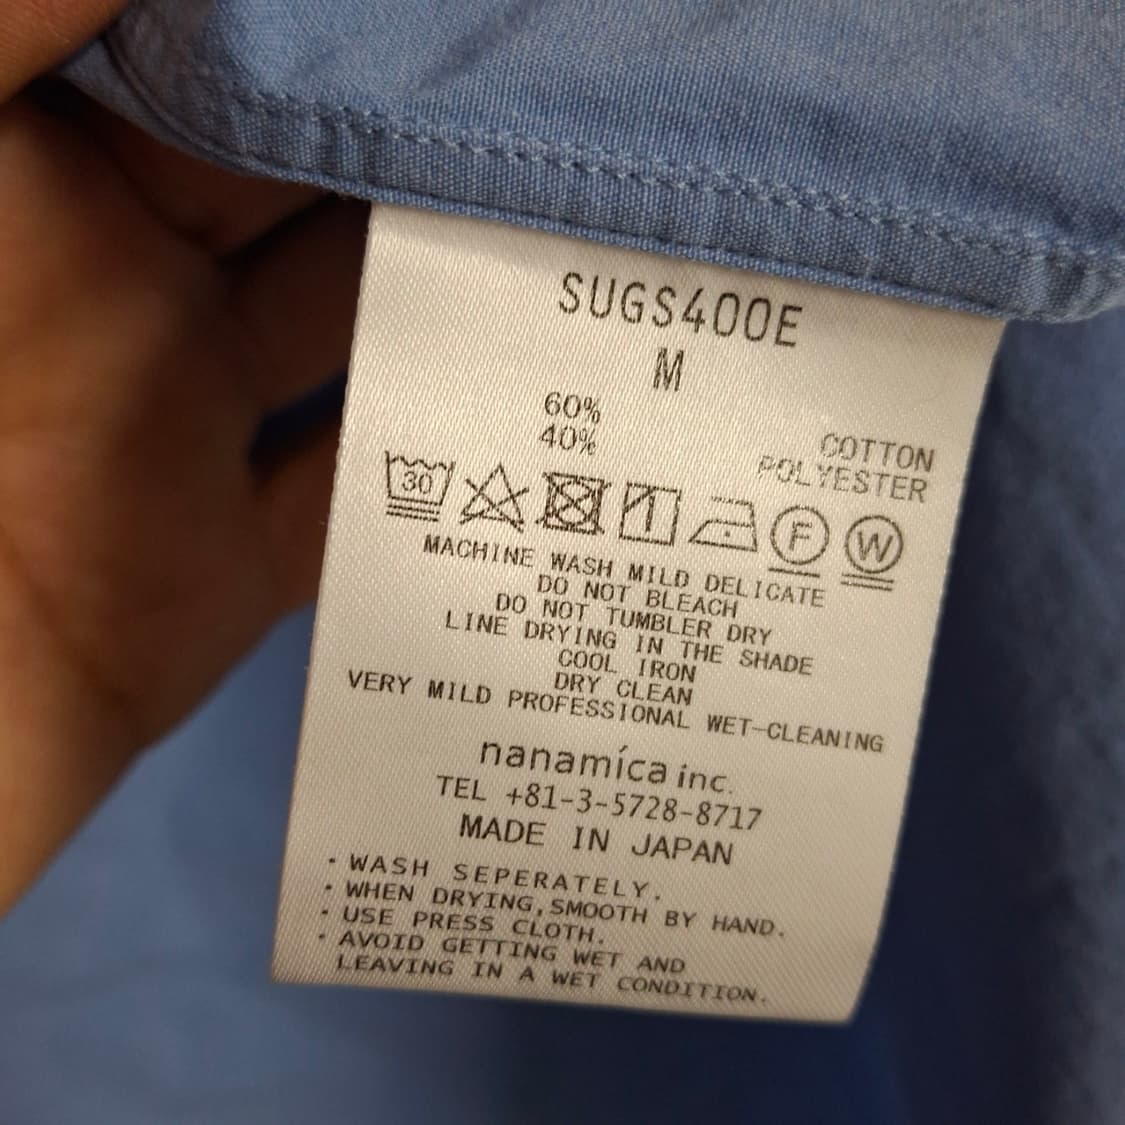 SUGS400E
M
60% COTTON
40% POLYESTER
30 F W
MACHINE WASH MILD DELICATE
DO NOT BLEACH
DO NOT TUMBLER DRY
LINE DRYING IN THE SHADE
COOL IRON
DRY CLEAN
VERY MILD PROFESSIONAL WET-CLEANING
nanamíca inc.
TEL +81-3-5728-8717
MADE IN JAPAN
・WASH SEPERATELY.
・WHEN DRYING,SMOOTH BY HAND.
・USE PRESS CLOTH.
・AVOID GETTING WET AND
LEAVING IN A WET CONDITION.